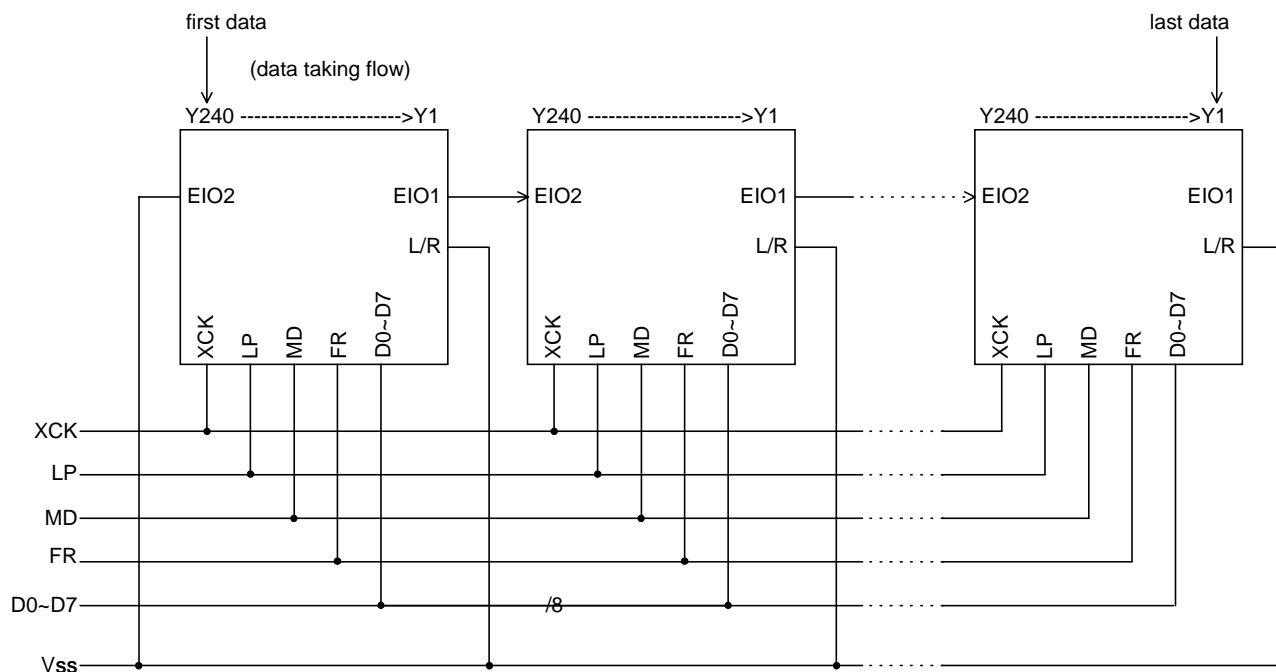 first data
last data
(data taking flow)
Y240 ----------------------->Y1
Y240 ---------------------->Y1
Y240 ---------------------->Y1
EIO2
EIO1
EIO2
EIO1
EIO2
EIO1
L/R
L/R
L/R
XCK
LP
MD
FR
D0~D7
XCK
LP
MD
FR
D0~D7
XCK
LP
MD
FR
D0~D7
XCK
LP
MD
FR
D0~D7
/8
Vss